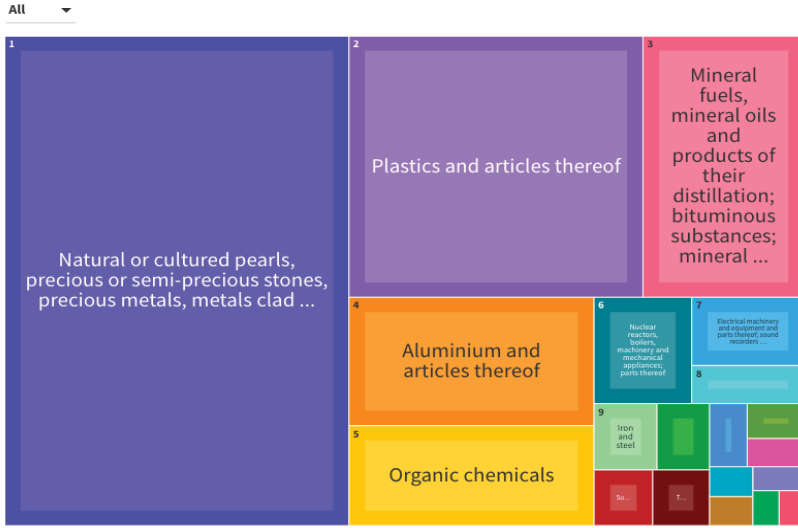 All
1
Natural or cultured pearls,
precious or semi-precious stones,
precious metals, metals clad ...
2
Plastics and articles thereof
3
Mineral
fuels,
mineral oils
and
products of
their
distillation;
bituminous
substances;
mineral ...
4
Aluminium and
articles thereof
5
Organic chemicals
6
Nuclear
reactors,
boilers,
machinery and
mechanical
appliances;
parts thereof
7
Electrical machinery
and equipment and
parts thereof; sound
recorders ...
8
9
Iron
and
steel
Su...
T...